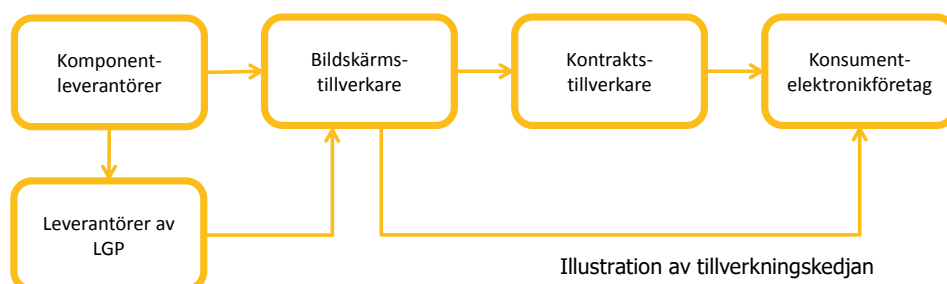 Komponent-
leverantörer
Bildskärms-
tillverkare
Kontrakts-
tillverkare
Konsument-
elektronikföretag
Leverantörer av
LGP
Illustration av tillverkningskedjan